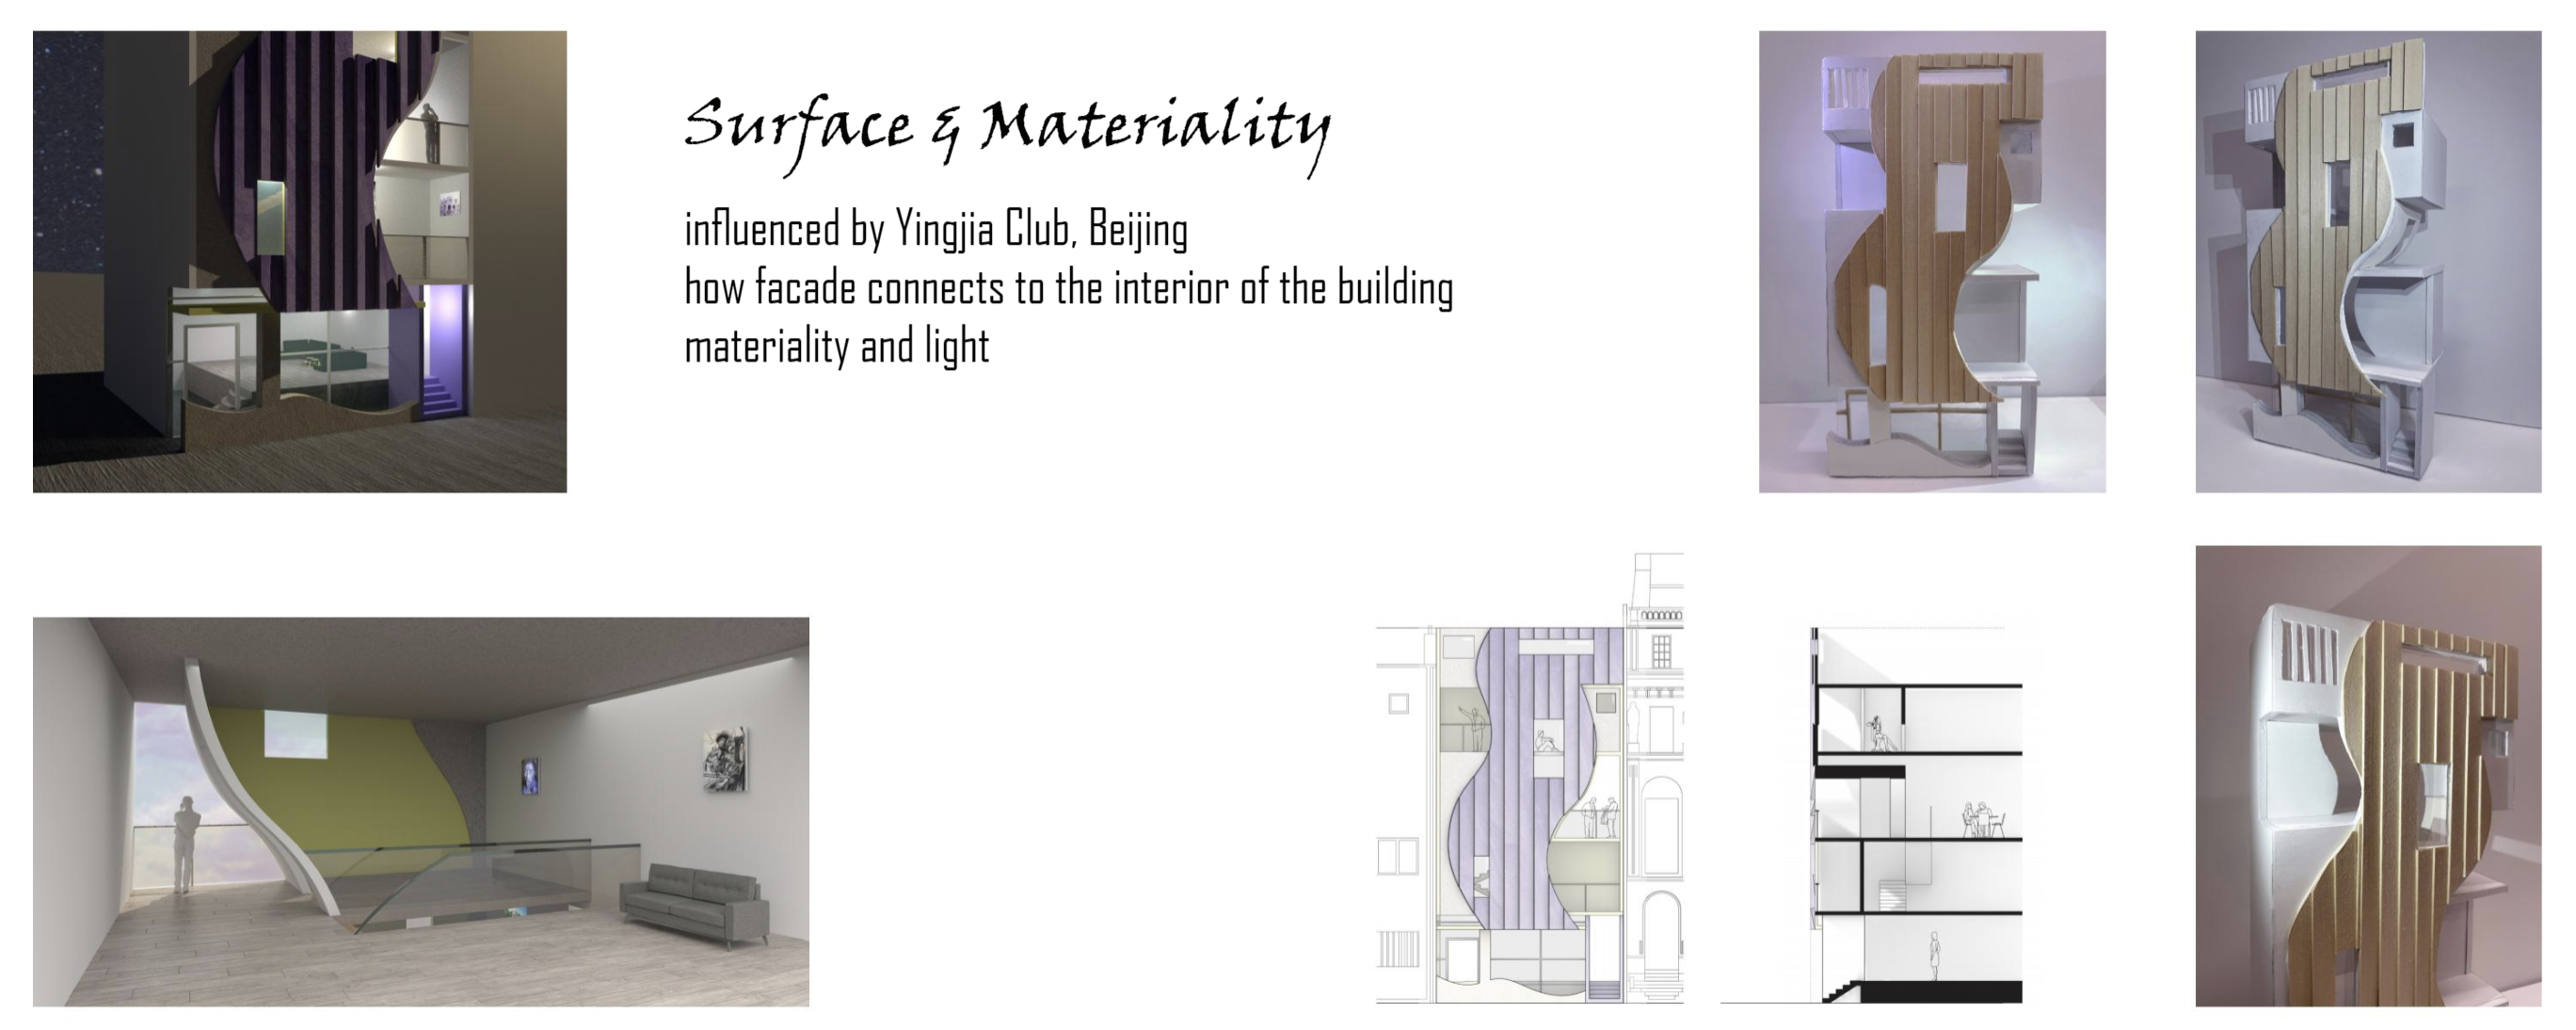 Surface & Materiality
influenced by Yingjia Club, Beijing
how facade connects to the interior of the building
materiality and light